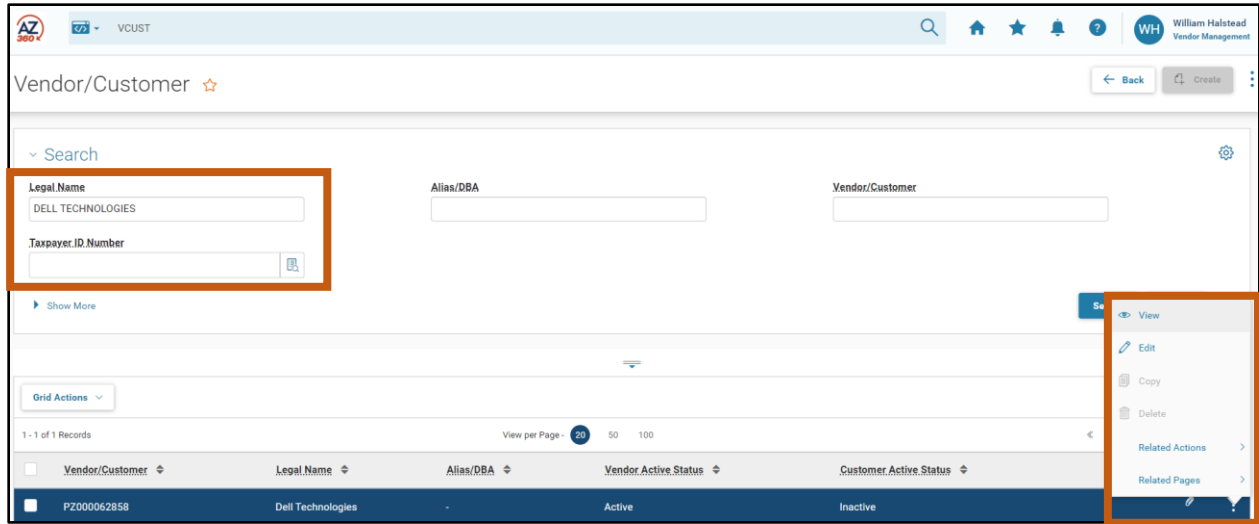 AZ
360
VCUST
?
WH
William Halstead
Vendor Management
Vendor/Customer
Back
Create
Search
Legal Name
Alias/DBA
Vendor/Customer
DELL TECHNOLOGIES
Taxpayer ID Number
Show More
Se
View
Edit
Copy
Delete
Related Actions
Related Pages
Grid Actions
1 - 1 of 1 Records
View per Page - 20 50 100
Vendor/Customer Legal Name Alias/DBA Vendor Active Status Customer Active Status
PZ000062858 Dell Technologies - Active Inactive